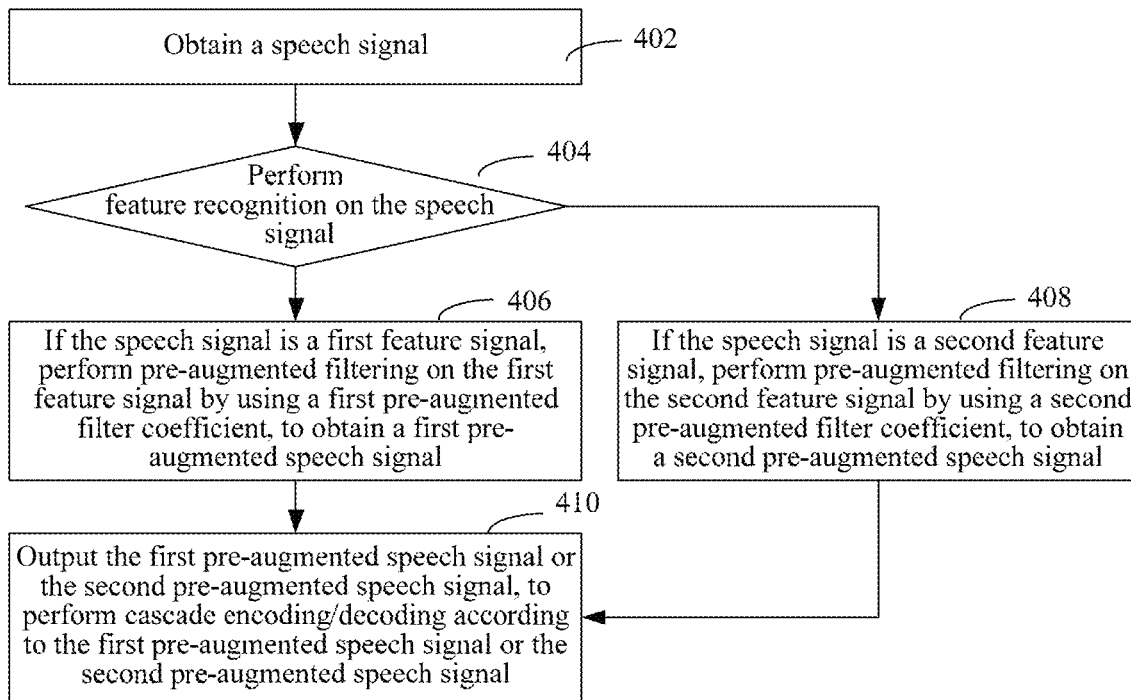 Obtain a speech signal
402
404
Perform
feature recognition on the speech
signal
406
If the speech signal is a first feature signal,
perform pre-augmented filtering on the first
feature signal by using a first pre-augmented
filter coefficient, to obtain a first pre-
augmented speech signal
408
If the speech signal is a second feature
signal, perform pre-augmented filtering on
the second feature signal by using a second
pre-augmented filter coefficient, to obtain
a second pre-augmented speech signal
410
Output the first pre-augmented speech signal or
the second pre-augmented speech signal, to
perform cascade encoding/decoding according
to the first pre-augmented speech signal or the
second pre-augmented speech signal